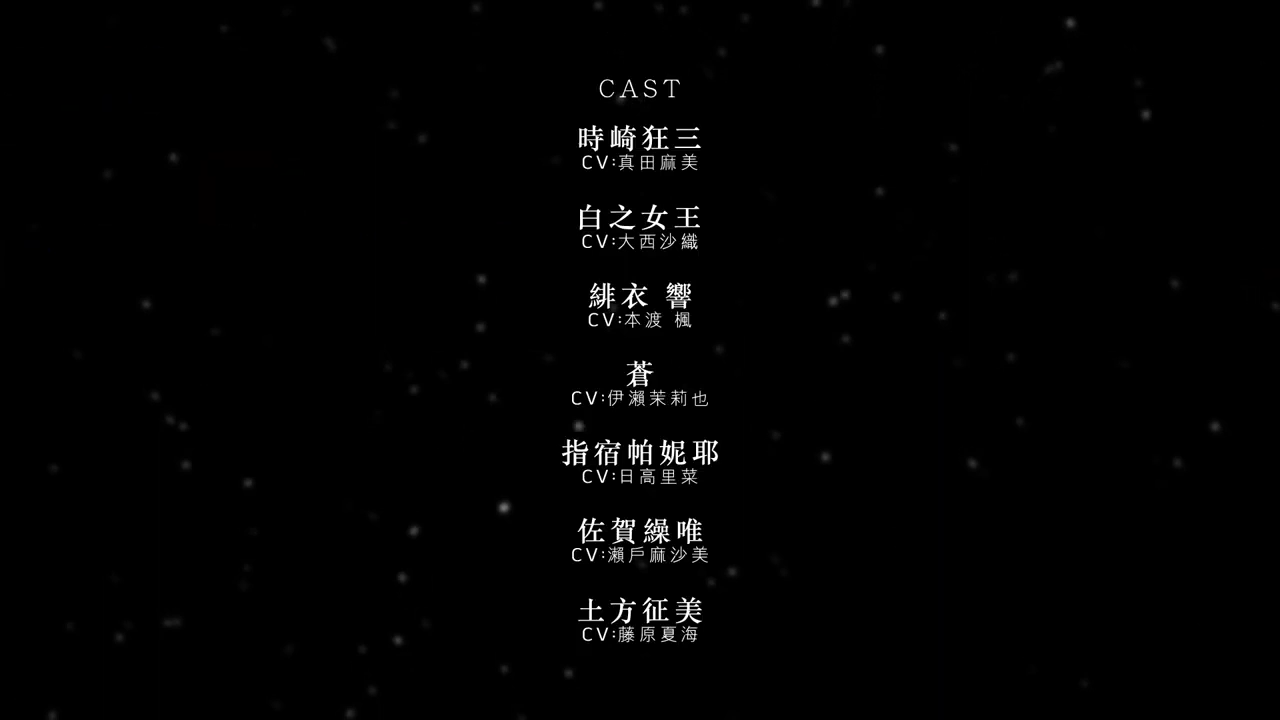 CAST
時崎狂三
CV:真田麻美
白之女王
CV:大西沙織
緋衣 響
CV:本渡 楓
蒼
CV:伊瀨茉莉也
指宿帕妮耶
CV:日高里菜
佐賀繰唯
CV:瀨戶麻沙美
土方征美
CV:藤原夏海